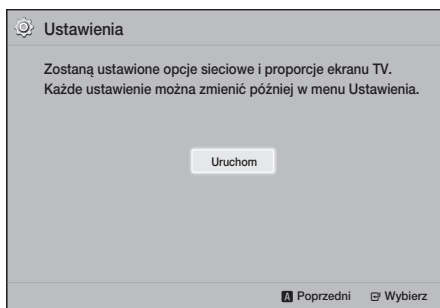 Ustawienia
Zostaną ustawione opcje sieciowe i proporcje ekranu TV.
Każde ustawienie można zmienić później w menu Ustawienia.
Uruchom
A Poprzedni Wybierz